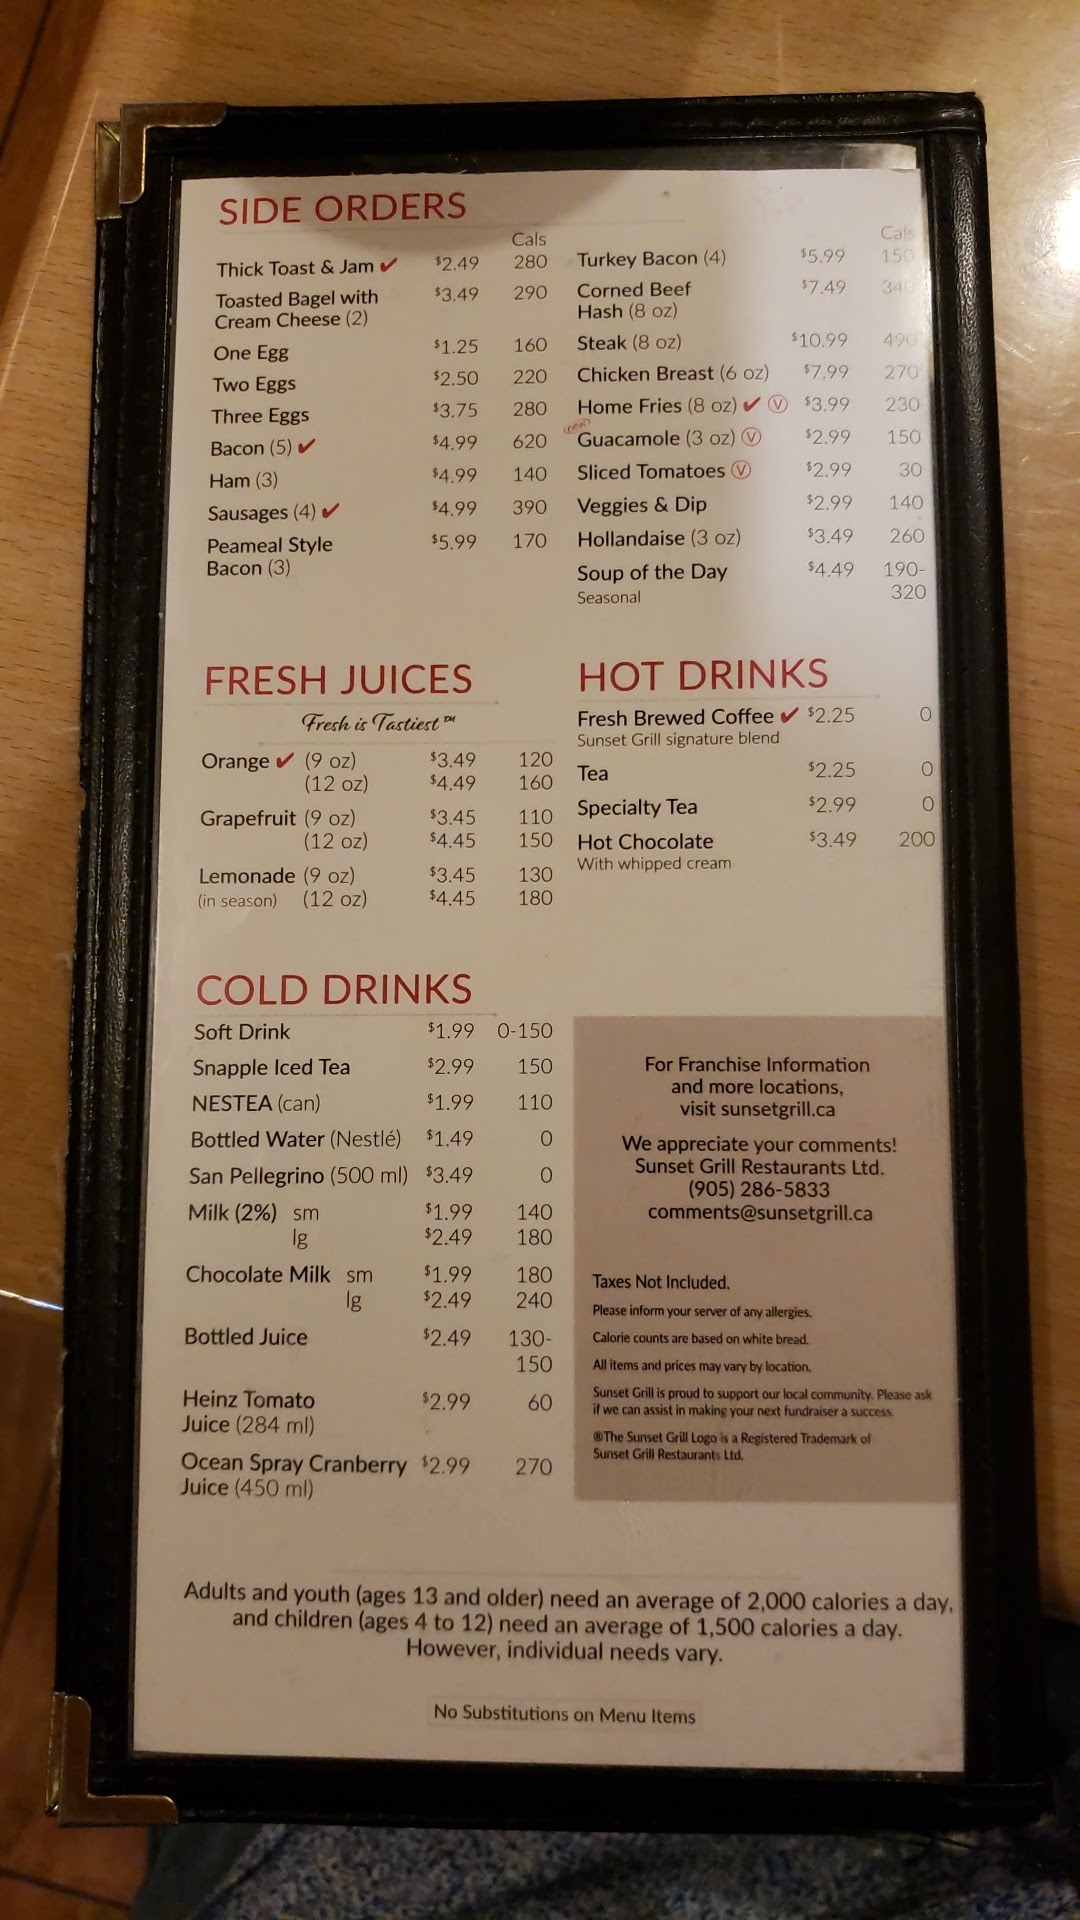 SIDE ORDERS
Cals
Thick Toast & Jam ✔ $2.49 280
Toasted Bagel with $3.49 290
Cream Cheese (2)
One Egg $1.25 160
Two Eggs $2.50 220
Three Eggs $3.75 280
Bacon (5) ✔ $4.99 620
Ham (3) $4.99 140
Sausages (4) ✔ $4.99 390
Peameal Style $5.99 170
Bacon (3)
Cals
Turkey Bacon (4) $5.99 150
Corned Beef $7.49 340
Hash (8 oz)
Steak (8 oz) $10.99 490
Chicken Breast (6 oz) $7.99 270
Home Fries (8 oz) ✔ Ⓥ $3.99 230
Guacamole (3 oz) Ⓥ $2.99 150
Sliced Tomatoes Ⓥ $2.99 30
Veggies & Dip $2.99 140
Hollandaise (3 oz) $3.49 260
Soup of the Day $4.49 190-
Seasonal 320
FRESH JUICES
Fresh is Tastiest™
Orange ✔ (9 oz) $3.49 120
(12 oz) $4.49 160
Grapefruit (9 oz) $3.45 110
(12 oz) $4.45 150
Lemonade (9 oz) $3.45 130
(in season) (12 oz) $4.45 180
HOT DRINKS
Fresh Brewed Coffee ✔ $2.25 0
Sunset Grill signature blend
Tea $2.25 0
Specialty Tea $2.99 0
Hot Chocolate $3.49 200
With whipped cream
COLD DRINKS
Soft Drink $1.99 0-150
Snapple Iced Tea $2.99 150
NESTEA (can) $1.99 110
Bottled Water (Nestlé) $1.49 0
San Pellegrino (500 ml) $3.49 0
Milk (2%) sm $1.99 140
lg $2.49 180
Chocolate Milk sm $1.99 180
lg $2.49 240
Bottled Juice $2.49 130-
150
Heinz Tomato $2.99 60
Juice (284 ml)
Ocean Spray Cranberry $2.99 270
Juice (450 ml)
For Franchise Information
and more locations,
visit sunsetgrill.ca
We appreciate your comments!
Sunset Grill Restaurants Ltd.
(905) 286-5833
comments@sunsetgrill.ca
Taxes Not Included.
Please inform your server of any allergies.
Calorie counts are based on white bread.
All items and prices may vary by location.
Sunset Grill is proud to support our local community. Please ask
if we can assist in making your next fundraiser a success.
®The Sunset Grill Logo is a Registered Trademark of
Sunset Grill Restaurants Ltd.
Adults and youth (ages 13 and older) need an average of 2,000 calories a day,
and children (ages 4 to 12) need an average of 1,500 calories a day.
However, individual needs vary.
No Substitutions on Menu Items